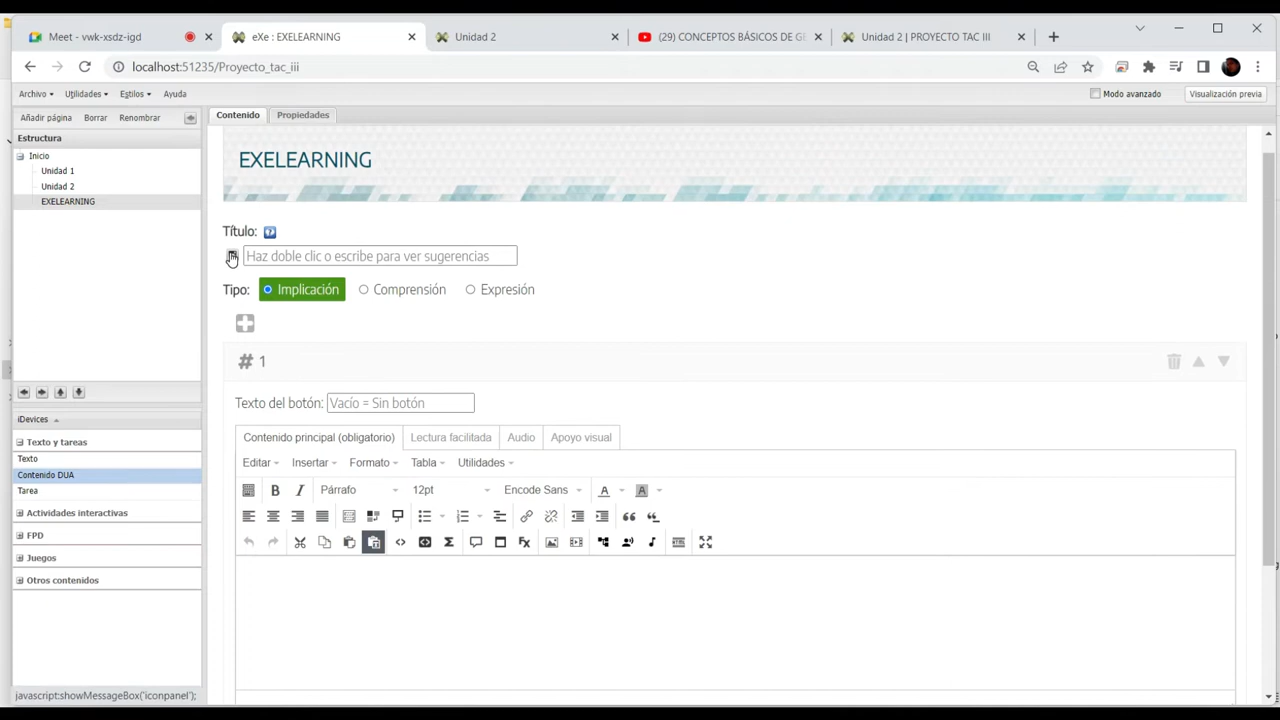 Meet - vwk-xsdz-igd
eXe : EXELEARNING
Unidad 2
(29) CONCEPTOS BÁSICOS DE GE
Unidad 2 | PROYECTO TAC III
localhost:51235/Proyecto_tac_iii
Archivo
Utilidades
Estilos
Ayuda
Modo avanzado
Visualización previa
Añadir página
Borrar
Renombrar
Contenido
Propiedades
Estructura
Inicio
Unidad 1
Unidad 2
EXELEARNING
EXELEARNING
Título:
Haz doble clic o escribe para ver sugerencias
Tipo:
Implicación
Comprensión
Expresión
# 1
Texto del botón:
Vacío = Sin botón
Contenido principal (obligatorio)
Lectura facilitada
Audio
Apoyo visual
Editar
Insertar
Formato
Tabla
Utilidades
Párrafo
12pt
Encode Sans
iDevices
Texto y tareas
Texto
Contenido DUA
Tarea
Actividades interactivas
FPD
Juegos
Otros contenidos
javascript:showMessageBox('iconpanel');